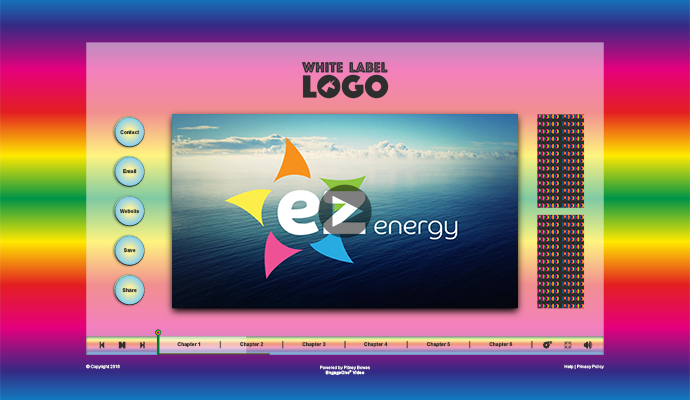 WHITE LABEL
LOGO
Contact
Email
Website
Save
Share
ez energy
Chapter 1
Chapter 2
Chapter 3
Chapter 4
Chapter 5
Chapter 6
© Copyright 2016
Powered by Pitney Bowes
EngageOne® Video
Help | Privacy Policy